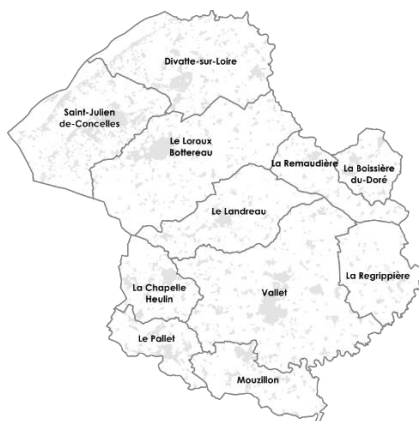 Divatte-sur-Loire
Saint-Julien
de-Concelles
Le Loroux
Bottereau
La Remaudière
La Boissière
du-Doré
Le Landreau
La Regrippière
La Chapelle
Heulin
Vallet
Le Pallet
Mouzillon